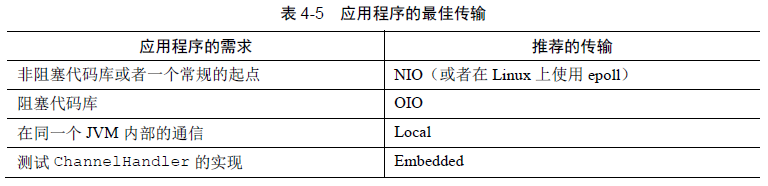 表 4-5 应用程序的最佳传输
应用程序的需求 推荐的传输
非阻塞代码库或者一个常规的起点 NIO（或者在 Linux 上使用 epoll）
阻塞代码库 OIO
在同一个 JVM 内部的通信 Local
测试 ChannelHandler 的实现 Embedded